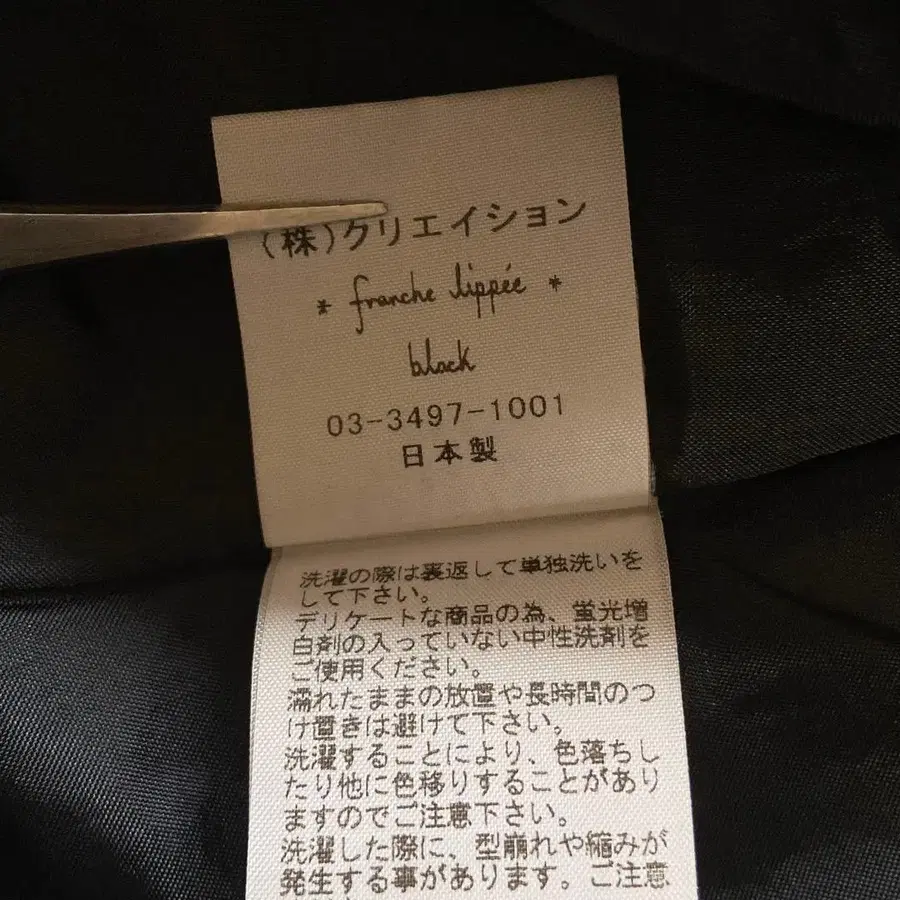 (株)クリエイション
* franche lippée *
black
03-3497-1001
日本製
洗濯の際は裏返して単独洗いを
して下さい。
デリケートな商品の為、蛍光増
白剤の入っていない中性洗剤を
ご使用ください。
濡れたままの放置や長時間のつ
け置きは避けて下さい。
洗濯することにより、色落ちし
たり他に色移りすることがあり
ますのでご注意下さい。
洗濯した際に、型崩れや縮みが
発生する事があります。ご注意